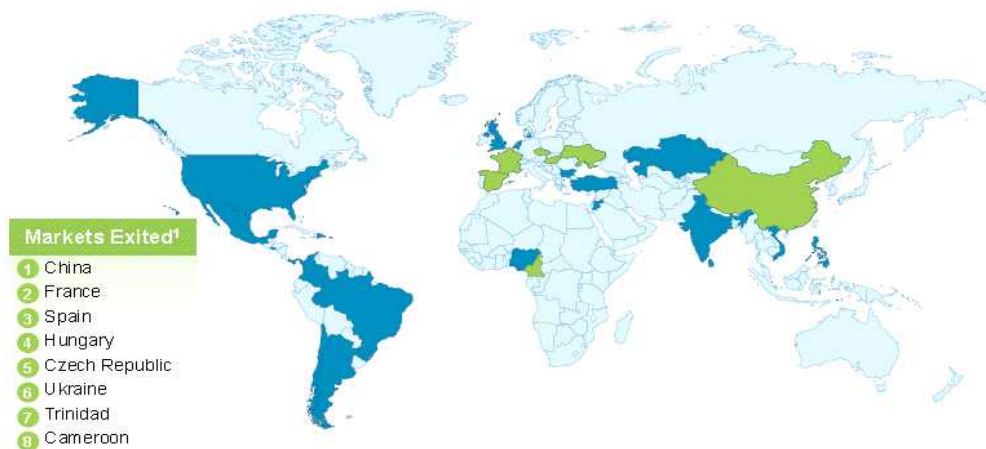 Markets Exited¹
1 China
2 France
3 Spain
4 Hungary
5 Czech Republic
6 Ukraine
7 Trinidad
8 Cameroon